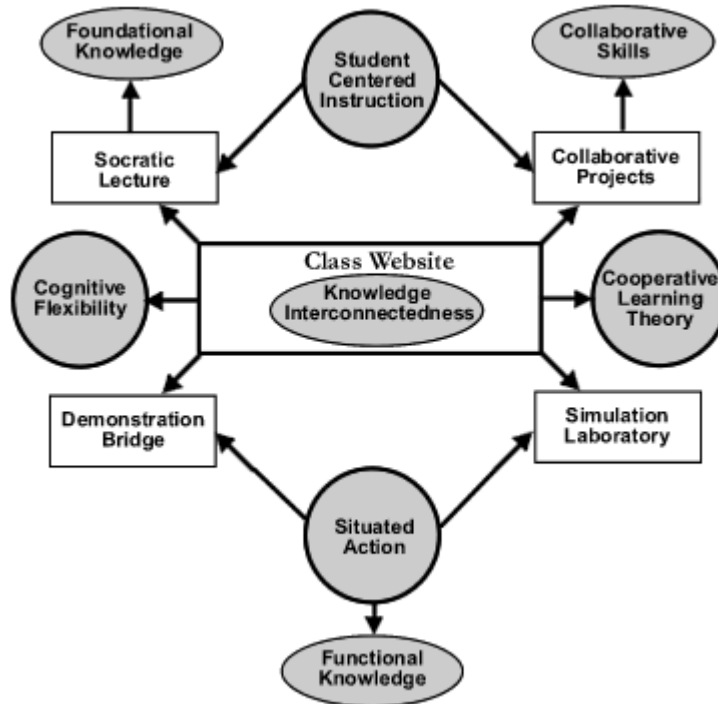 Foundational
Knowledge
Student
Centered
Instruction
Collaborative
Skills
Socratic
Lecture
Collaborative
Projects
Class Website
Knowledge
Interconnectedness
Cognitive
Flexibility
Cooperative
Learning
Theory
Demonstration
Bridge
Simulation
Laboratory
Situated
Action
Functional
Knowledge